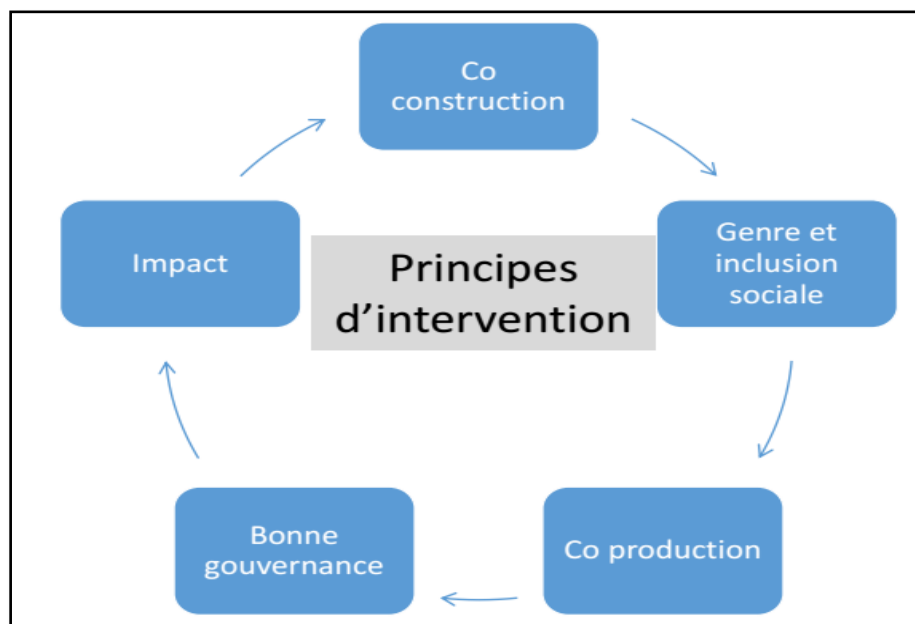 Co
construction
Genre et
inclusion
sociale
Impact
Principes
d’intervention
Bonne
gouvernance
Co production